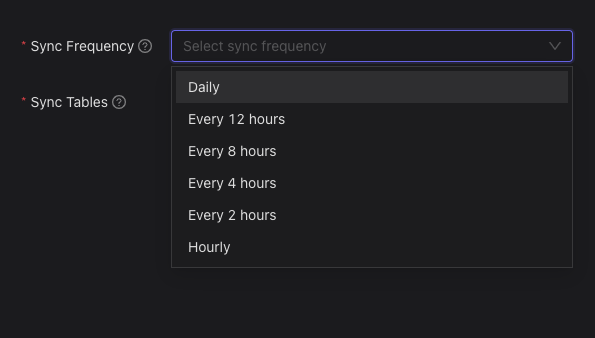 * Sync Frequency ? Select sync frequency
Daily
* Sync Tables ?
Every 12 hours
Every 8 hours
Every 4 hours
Every 2 hours
Hourly